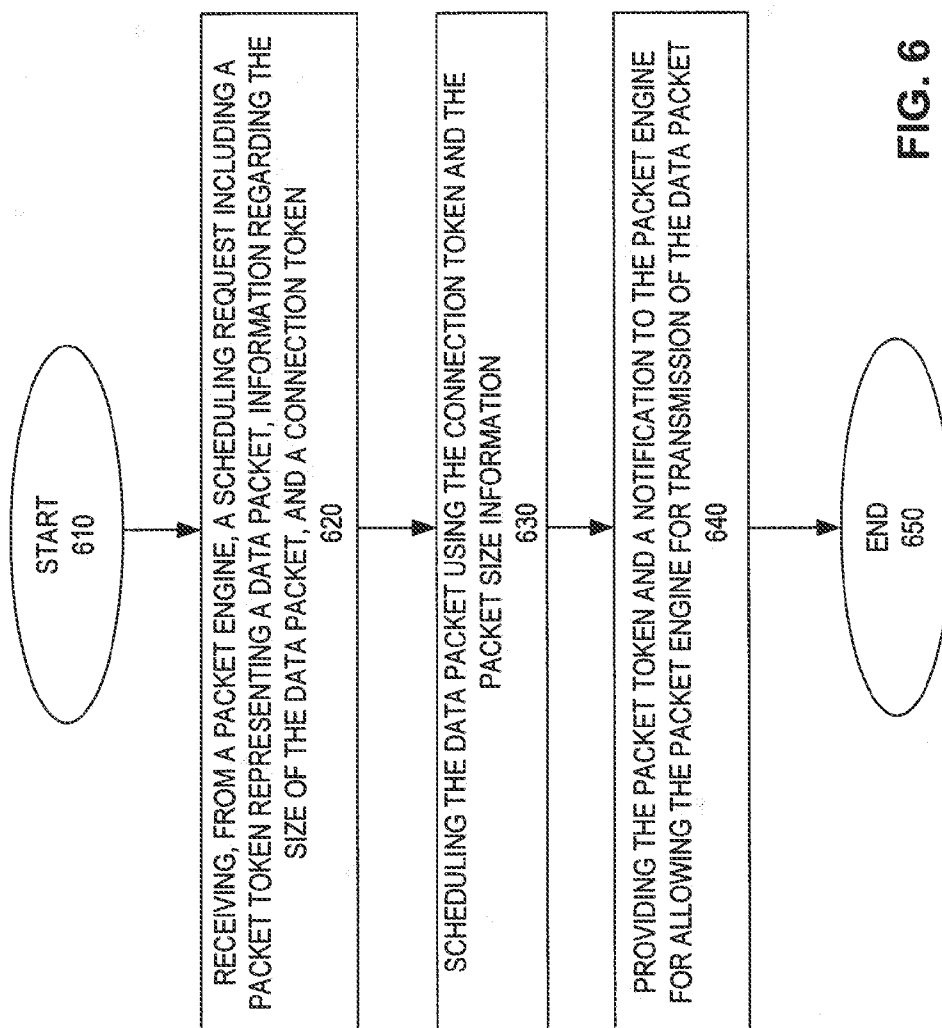 START
610
RECEIVING, FROM A PACKET ENGINE, A SCHEDULING REQUEST INCLUDING A
PACKET TOKEN REPRESENTING A DATA PACKET, INFORMATION REGARDING THE
SIZE OF THE DATA PACKET, AND A CONNECTION TOKEN
620
SCHEDULING THE DATA PACKET USING THE CONNECTION TOKEN AND THE
PACKET SIZE INFORMATION
630
PROVIDING THE PACKET TOKEN AND A NOTIFICATION TO THE PACKET ENGINE
FOR ALLOWING THE PACKET ENGINE FOR TRANSMISSION OF THE DATA PACKET
640
END
650
FIG. 6